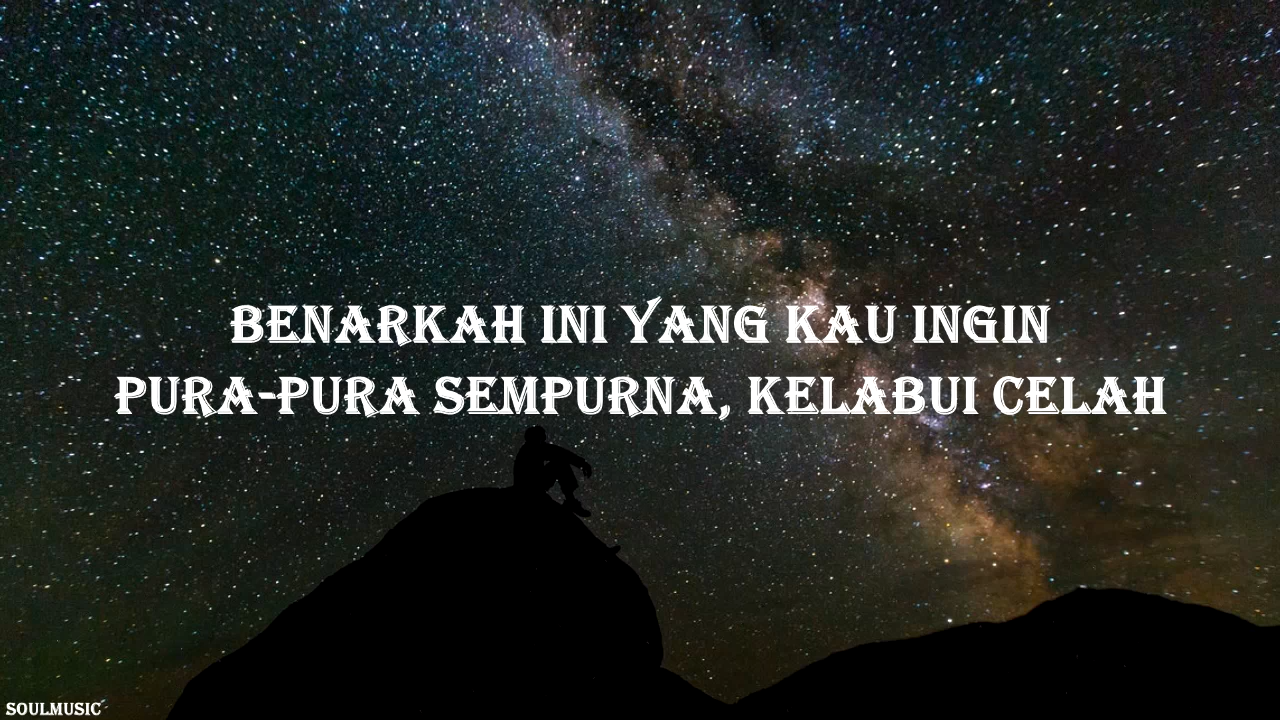 BENARKAH INI YANG KAU INGIN
PURA-PURA SEMPURNA, KELABUI CELAH
SOULMUSIC